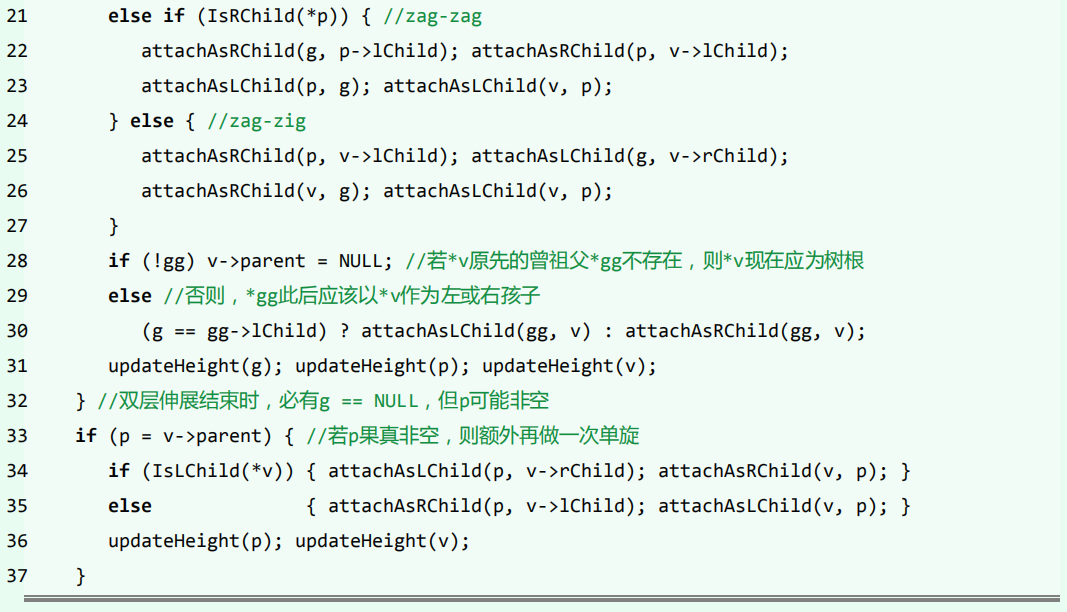 21 else if (IsRChild(*p)) { //zag-zag
22 attachAsRChild(g, p->lChild); attachAsRChild(p, v->lChild);
23 attachAsLChild(p, g); attachAsLChild(v, p);
24 } else { //zag-zig
25 attachAsRChild(p, v->lChild); attachAsLChild(g, v->rChild);
26 attachAsRChild(v, g); attachAsLChild(v, p);
27 }
28 if (!gg) v->parent = NULL; //若*v原先的曾祖父*gg不存在，则*v现在应为树根
29 else //否则，*gg此后应该以*v作为左或右孩子
30 (g == gg->lChild) ? attachAsLChild(gg, v) : attachAsRChild(gg, v);
31 updateHeight(g); updateHeight(p); updateHeight(v);
32 } //双层伸展结束时，必有g == NULL，但p可能非空
33 if (p = v->parent) { //若p果真非空，则额外再做一次单旋
34 if (IsLChild(*v)) { attachAsLChild(p, v->rChild); attachAsRChild(v, p); }
35 else { attachAsRChild(p, v->lChild); attachAsLChild(v, p); }
36 updateHeight(p); updateHeight(v);
37 }